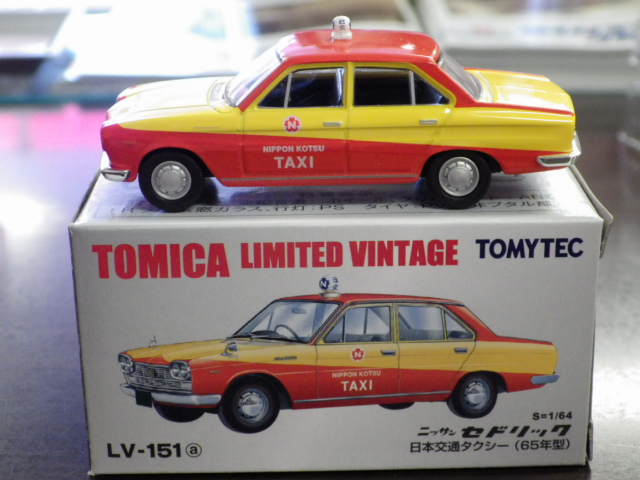 N
NIPPON KOTSU
TAXI
TOMICA LIMITED VINTAGE TOMYTEC
N
N
NIPPON KOTSU
TAXI
S=1/64
LV-151 a
ニッサン セドリック
日本交通タクシー (65年型)